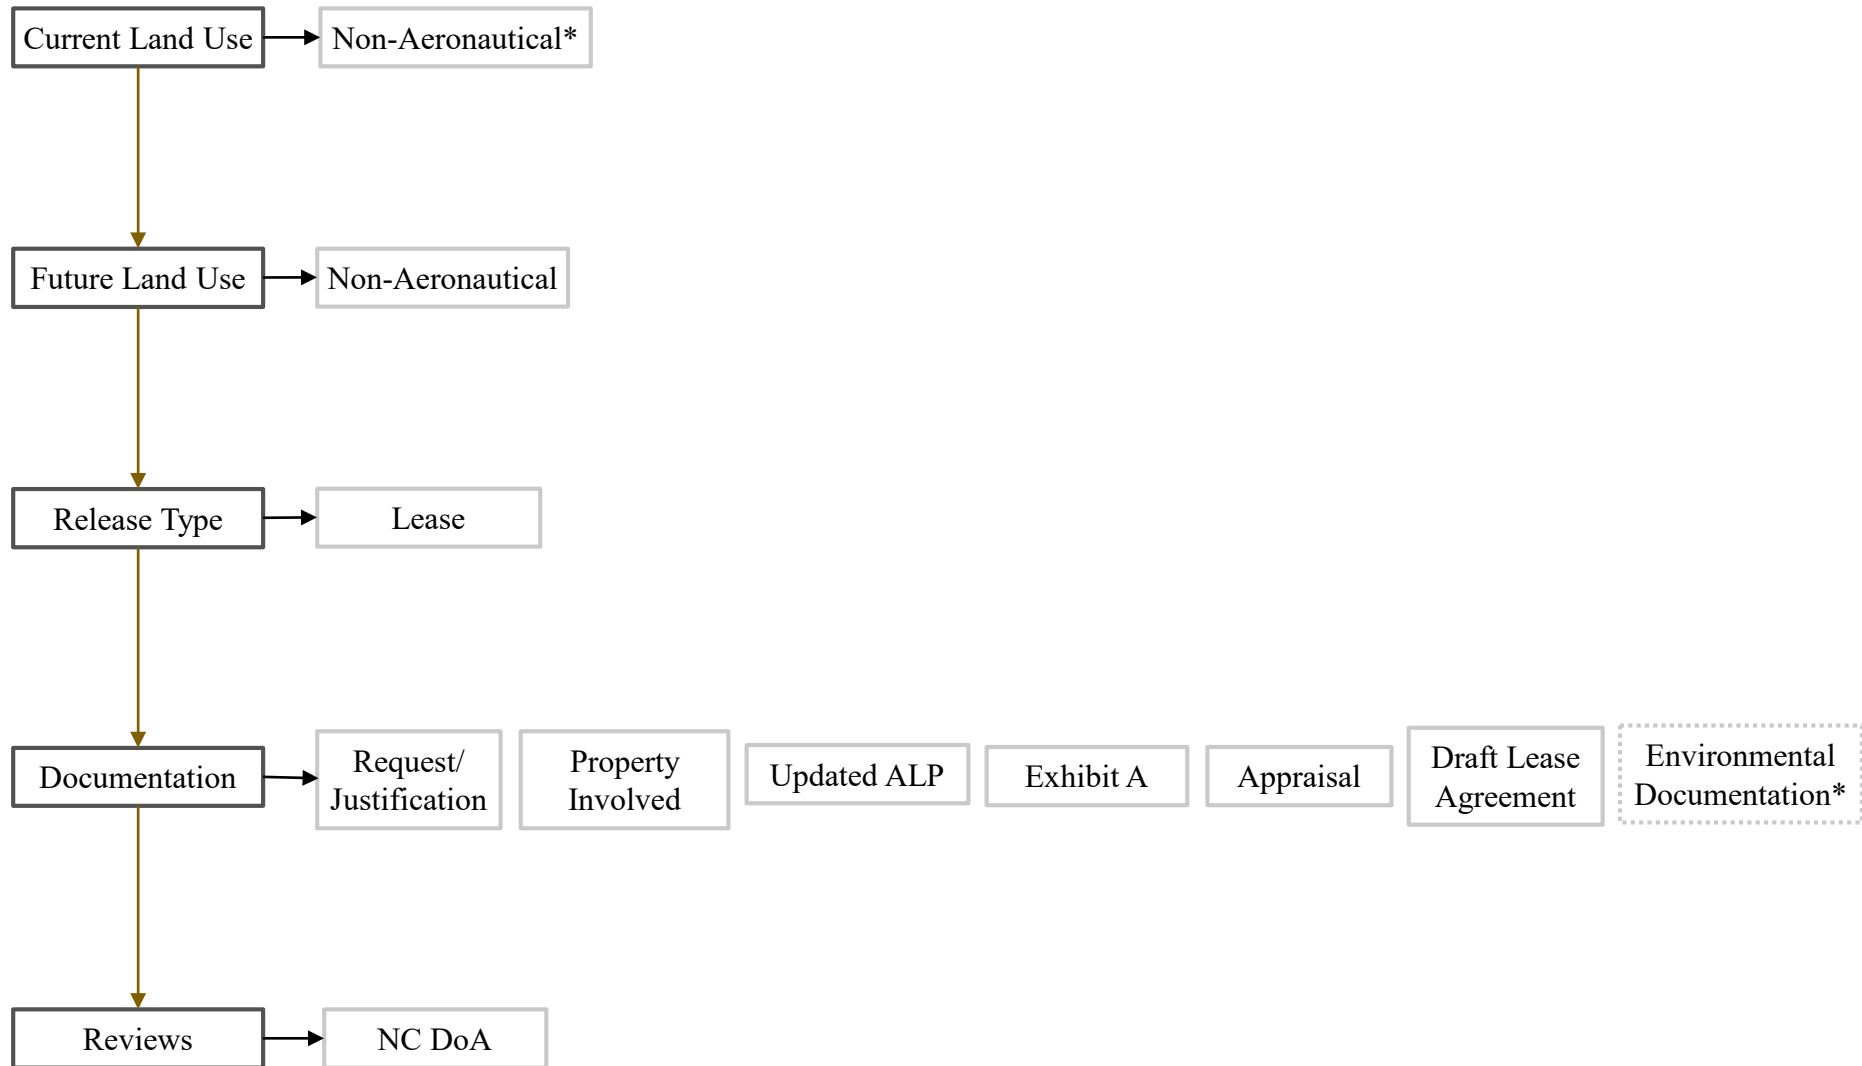 Current Land Use
Non-Aeronautical*
Future Land Use
Non-Aeronautical
Release Type
Lease
Documentation
Request/
Justification
Property
Involved
Updated ALP
Exhibit A
Appraisal
Draft Lease
Agreement
Environmental
Documentation*
Reviews
NC DoA